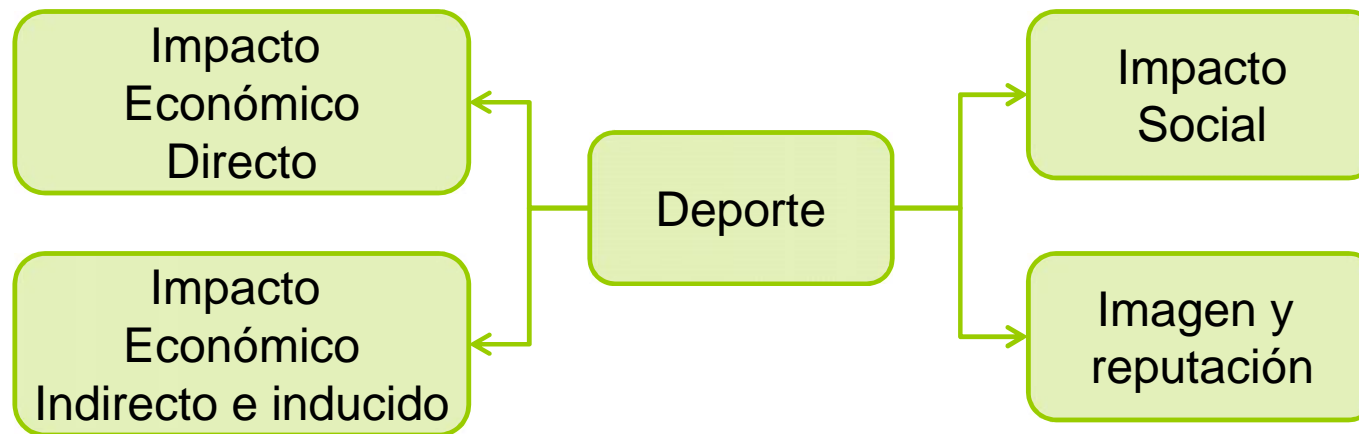 Impacto
Económico
Directo
Impacto
Económico
Indirecto e inducido
Deporte
Impacto
Social
Imagen y
reputación